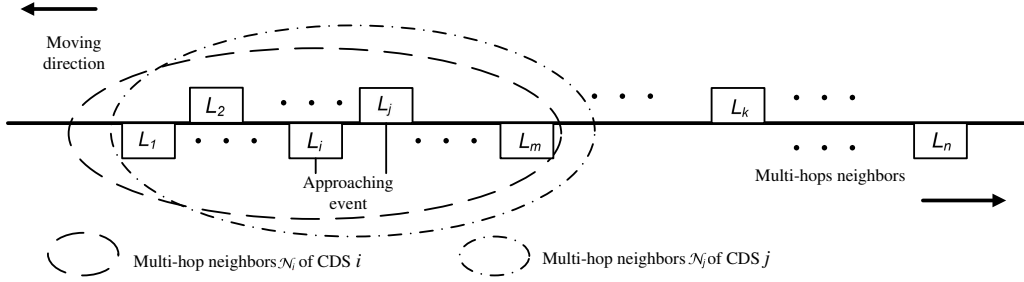 Moving
direction
L2
Lj
Lk
L1
Li
Lm
Ln
Approaching
event
Multi-hops neighbors
Multi-hop neighbors 𝒩i of CDS i
Multi-hop neighbors 𝒩j of CDS j